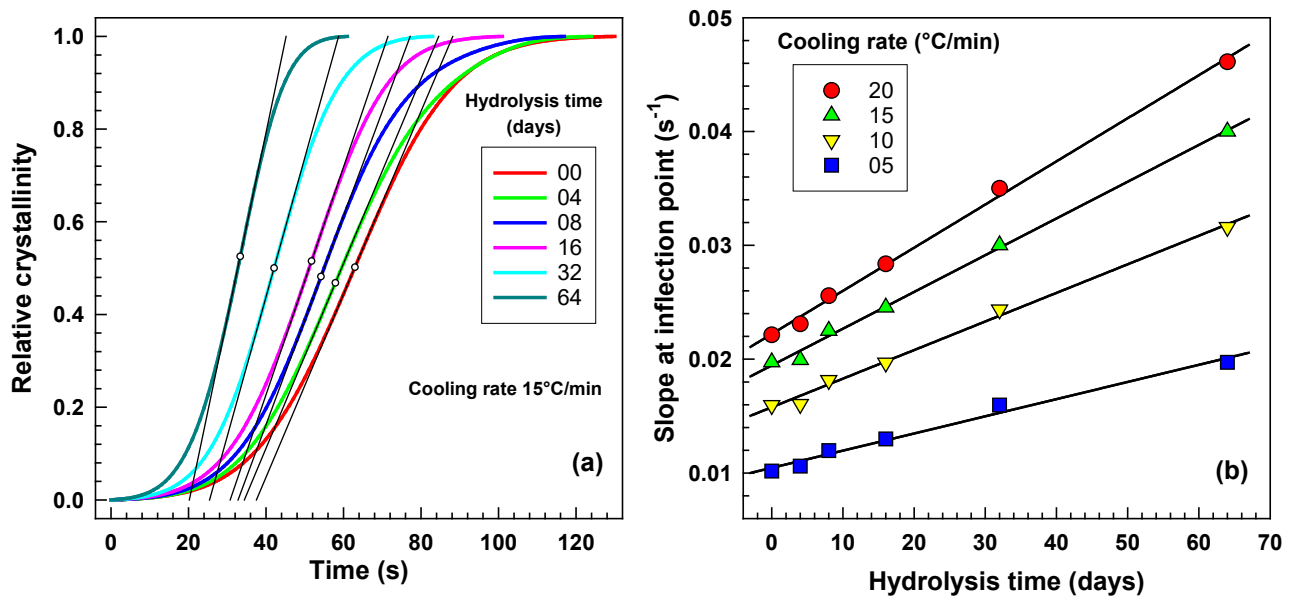 Relative crystallinity
1.0
0.8
0.6
0.4
0.2
0.0
Hydrolysis time
(days)
00
04
08
16
32
64
Cooling rate 15°C/min
(a)
0 20 40 60 80 100 120
Time (s)
Slope at inflection point (s⁻¹)
0.05
0.04
0.03
0.02
0.01
Cooling rate (°C/min)
20
15
10
05
(b)
0 10 20 30 40 50 60 70
Hydrolysis time (days)